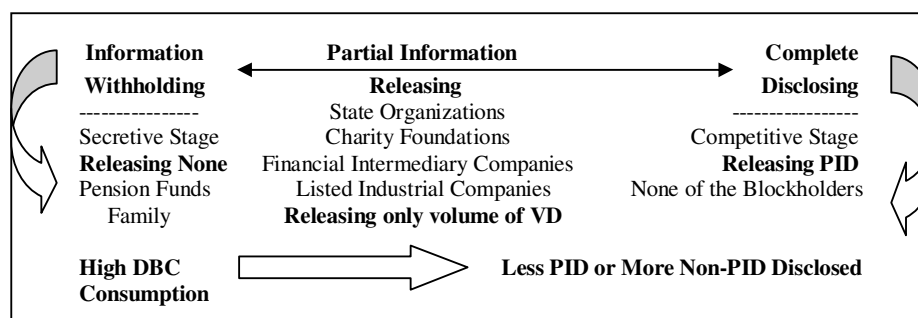 Information Partial Information Complete
Withholding Releasing Disclosing
---------------- State Organizations -----------------
Secretive Stage Charity Foundations Competitive Stage
Releasing None Financial Intermediary Companies Releasing PID
Pension Funds Listed Industrial Companies None of the Blockholders
Family Releasing only volume of VD
High DBC Less PID or More Non-PID Disclosed
Consumption